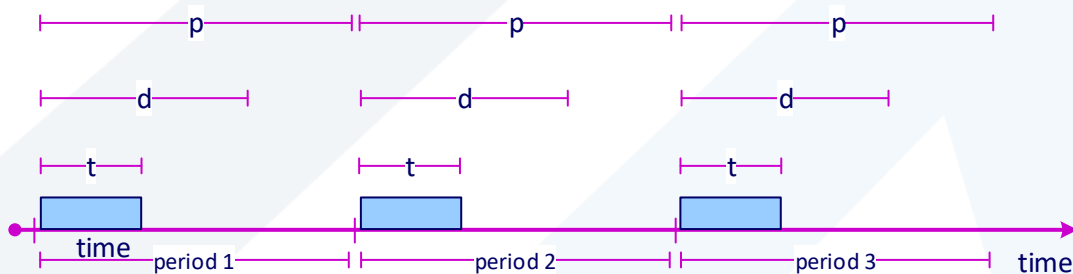 p p p
d d d
t t t
time
period 1 period 2 period 3 time